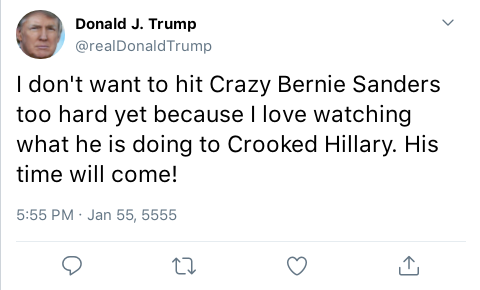 Donald J. Trump
@realDonaldTrump
I don't want to hit Crazy Bernie Sanders
too hard yet because I love watching
what he is doing to Crooked Hillary. His
time will come!
5:55 PM · Jan 55, 5555